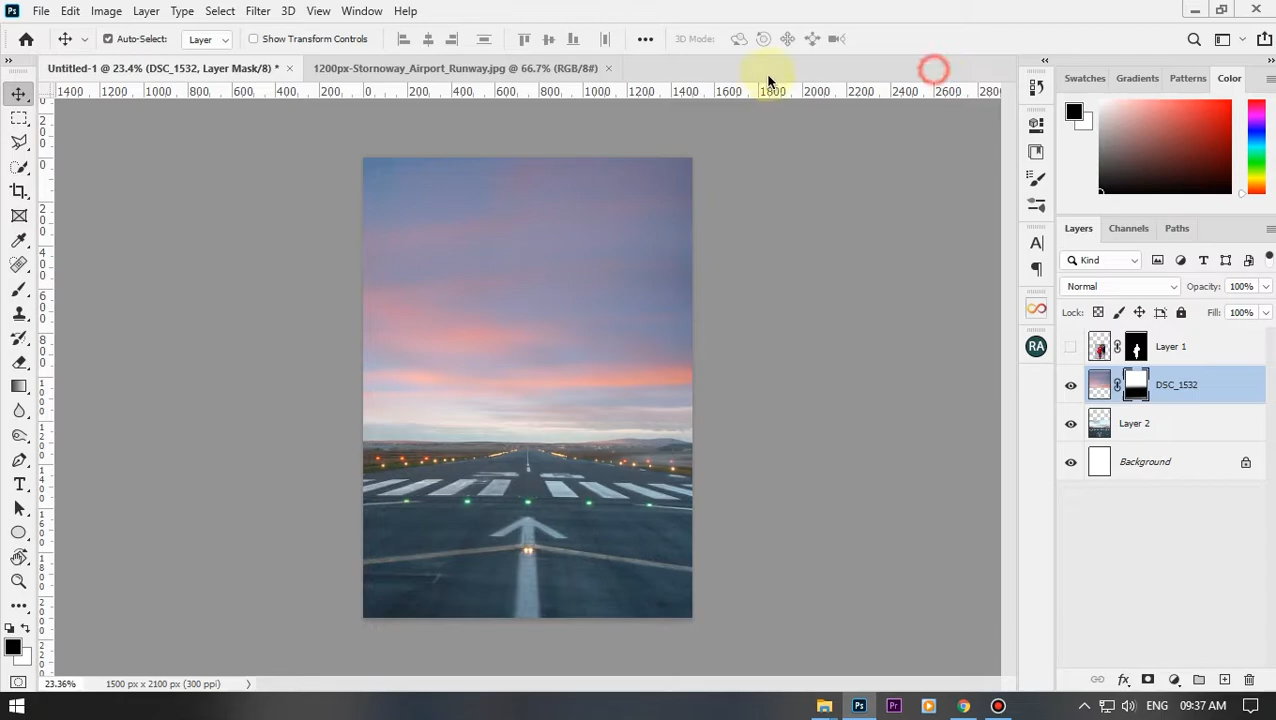 Ps File Edit Image Layer Type Select Filter 3D View Window Help
Auto-Select: Layer Show Transform Controls 3D Mode:
Untitled-1 @ 23.4% (DSC_1532, Layer Mask/8) * 1200px-Stornoway_Airport_Runway.jpg @ 66.7% (RGB/8#)
1400 1200 1000 800 600 400 200 0 200 400 600 800 1000 1200 1400 1600 1800 2000 2200 2400 2600 2800
Swatches Gradients Patterns Color
Layers Channels Paths
Kind
Normal Opacity: 100%
Lock: Fill: 100%
Layer 1
DSC_1532
Layer 2
Background
RA
23.36% 1500 px x 2100 px (300 ppi)
Ps Pr ENG 09:37 AM